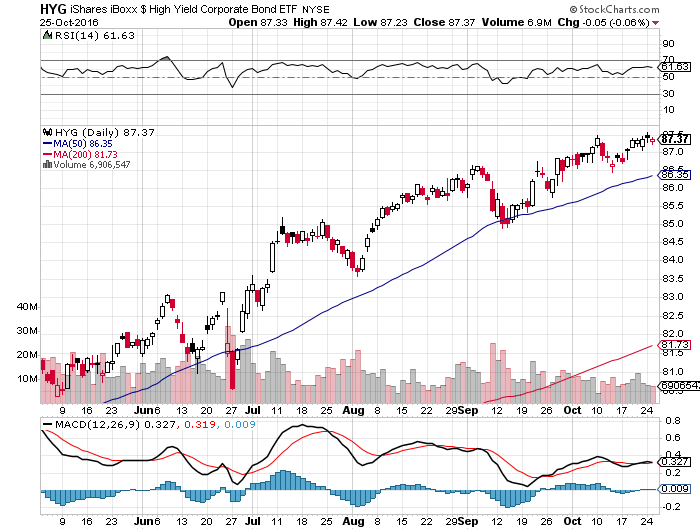 HYG iShares iBoxx $ High Yield Corporate Bond ETF NYSE © StockCharts.com
25-Oct-2016 Open 87.33 High 87.42 Low 87.23 Close 87.37 Volume 6.9M Chg -0.05 (-0.06%)
RSI(14) 61.63
90
70
61.63
50
30
10
HYG (Daily) 87.37
MA(50) 86.35
MA(200) 81.73
Volume 6,906,547
87.5
87.37
87.0
86.5
86.35
86.0
85.5
85.0
84.5
84.0
83.5
83.0
82.5
82.0
81.73
81.5
81.0
6906547
80.5
40M
30M
20M
10M
9 16 23 Jun 6 13 20 27 Jul 11 18 25 Aug 8 15 22 29 Sep 12 19 26 Oct 10 17 24
MACD(12,26,9) 0.327, 0.319, 0.009
0.8
0.6
0.4
0.327
0.2
0.009
-0.2
9 16 23 Jun 6 13 20 27 Jul 11 18 25 Aug 8 15 22 29 Sep 12 19 26 Oct 10 17 24